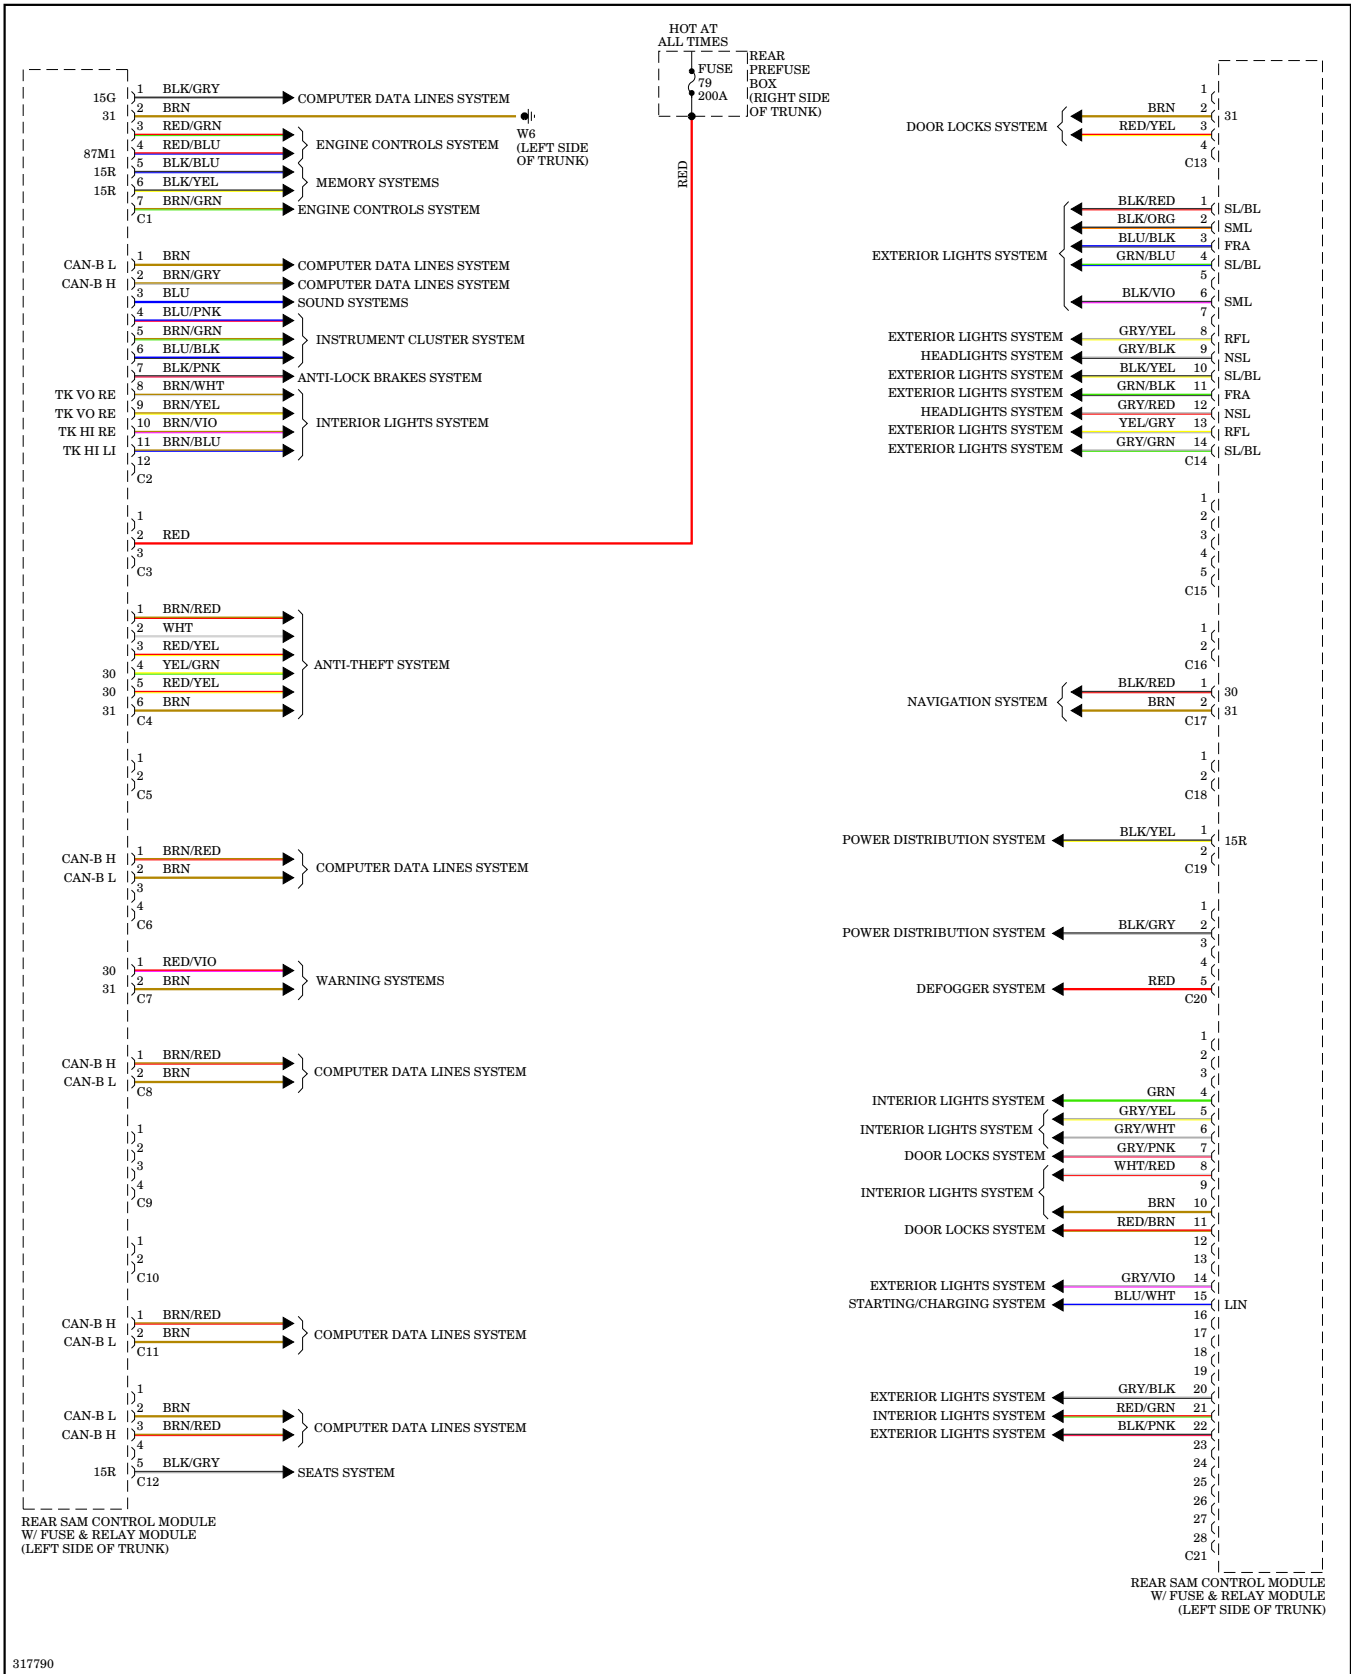 HOT AT
ALL TIMES
FUSE
79
200A
REAR
PREFUSE
BOX
(RIGHT SIDE
OF TRUNK)
RED
15G 1 BLK/GRY COMPUTER DATA LINES SYSTEM
31 2 BRN
W6
(LEFT SIDE
OF TRUNK)
3 RED/GRN
ENGINE CONTROLS SYSTEM
87M1 4 RED/BLU
15R 5 BLK/BLU
MEMORY SYSTEMS
15R 6 BLK/YEL
7 BRN/GRN ENGINE CONTROLS SYSTEM
C1
CAN-B L 1 BRN COMPUTER DATA LINES SYSTEM
CAN-B H 2 BRN/GRY COMPUTER DATA LINES SYSTEM
3 BLU SOUND SYSTEMS
4 BLU/PNK
5 BRN/GRN INSTRUMENT CLUSTER SYSTEM
6 BLU/BLK
7 BLK/PNK ANTI-LOCK BRAKES SYSTEM
TK VO RE 8 BRN/WHT
TK VO RE 9 BRN/YEL
INTERIOR LIGHTS SYSTEM
TK HI RE 10 BRN/VIO
TK HI LI 11 BRN/BLU
12
C2
1
2 RED
3
C3
1 BRN/RED
2 WHT
3 RED/YEL
ANTI-THEFT SYSTEM
30 4 YEL/GRN
30 5 RED/YEL
31 6 BRN
C4
1
2
C5
CAN-B H 1 BRN/RED
COMPUTER DATA LINES SYSTEM
CAN-B L 2 BRN
3
4
C6
30 1 RED/VIO
WARNING SYSTEMS
31 2 BRN
C7
CAN-B H 1 BRN/RED
COMPUTER DATA LINES SYSTEM
CAN-B L 2 BRN
C8
1
2
3
4
C9
1
2
C10
CAN-B H 1 BRN/RED
COMPUTER DATA LINES SYSTEM
CAN-B L 2 BRN
C11
1
CAN-B L 2 BRN
COMPUTER DATA LINES SYSTEM
CAN-B H 3 BRN/RED
4
15R 5 BLK/GRY SEATS SYSTEM
C12
REAR SAM CONTROL MODULE
W/ FUSE & RELAY MODULE
(LEFT SIDE OF TRUNK)
1
BRN 2 31
DOOR LOCKS SYSTEM
RED/YEL 3
4
C13
BLK/RED 1 SL/BL
BLK/ORG 2 SML
BLU/BLK 3 FRA
EXTERIOR LIGHTS SYSTEM
GRN/BLU 4 SL/BL
5
BLK/VIO 6 SML
7
EXTERIOR LIGHTS SYSTEM GRY/YEL 8 RFL
HEADLIGHTS SYSTEM GRY/BLK 9 NSL
EXTERIOR LIGHTS SYSTEM BLK/YEL 10 SL/BL
EXTERIOR LIGHTS SYSTEM GRN/BLK 11 FRA
HEADLIGHTS SYSTEM GRY/RED 12 NSL
EXTERIOR LIGHTS SYSTEM YEL/GRY 13 RFL
EXTERIOR LIGHTS SYSTEM GRY/GRN 14 SL/BL
C14
1
2
3
4
5
C15
1
2
C16
BLK/RED 1 30
NAVIGATION SYSTEM
BRN 2 31
C17
1
2
C18
POWER DISTRIBUTION SYSTEM BLK/YEL 1 15R
2
C19
1
POWER DISTRIBUTION SYSTEM BLK/GRY 2
3
4
DEFOGGER SYSTEM RED 5
C20
1
2
3
INTERIOR LIGHTS SYSTEM GRN 4
GRY/YEL 5
INTERIOR LIGHTS SYSTEM
GRY/WHT 6
DOOR LOCKS SYSTEM GRY/PNK 7
WHT/RED 8
INTERIOR LIGHTS SYSTEM
9
BRN 10
DOOR LOCKS SYSTEM RED/BRN 11
12
13
EXTERIOR LIGHTS SYSTEM GRY/VIO 14
STARTING/CHARGING SYSTEM BLU/WHT 15 LIN
16
17
18
19
EXTERIOR LIGHTS SYSTEM GRY/BLK 20
INTERIOR LIGHTS SYSTEM RED/GRN 21
EXTERIOR LIGHTS SYSTEM BLK/PNK 22
23
24
25
26
27
28
C21
REAR SAM CONTROL MODULE
W/ FUSE & RELAY MODULE
(LEFT SIDE OF TRUNK)
317790